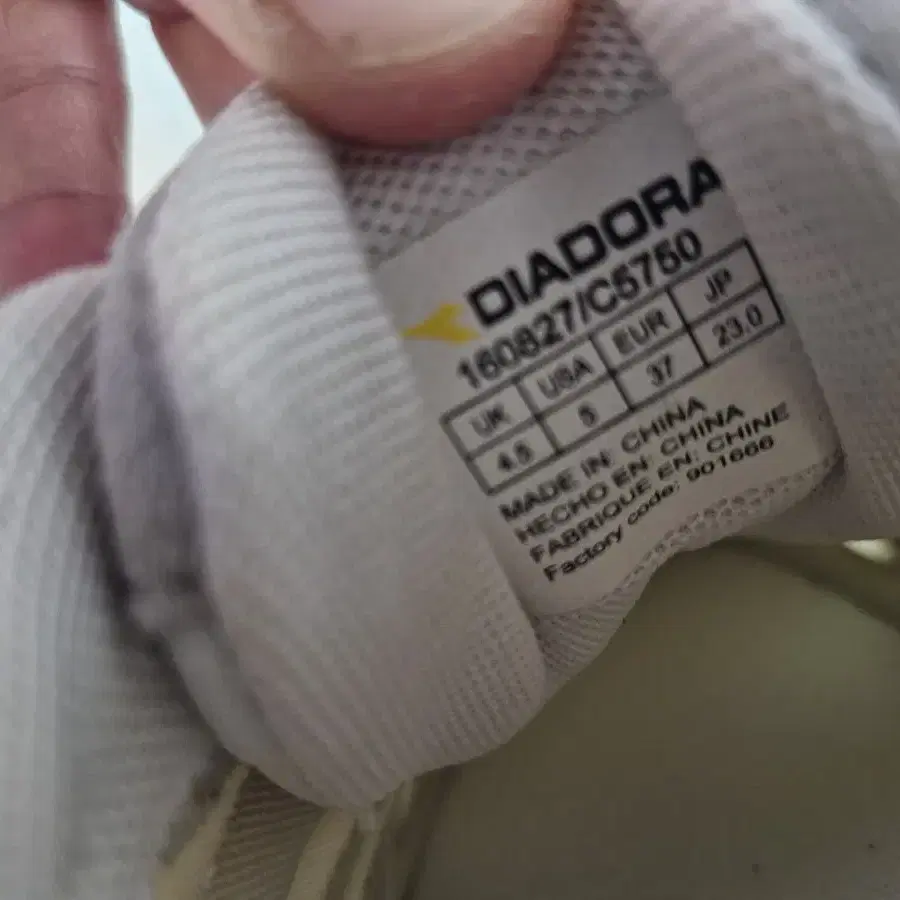 DIADORA
160827/C5750
UK USA EUR JP
4.5 5 37 23.0
MADE IN: CHINA
HECHO EN: CHINA
FABRIQUE EN: CHINE
Factory code: 901666